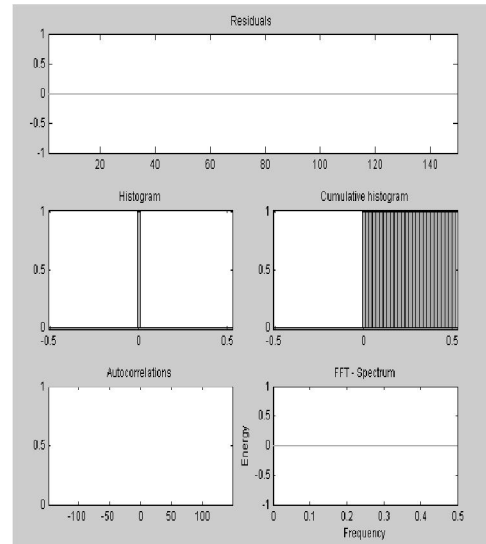 Residuals
1
0.5
0
-0.5
-1
20 40 60 80 100 120 140
Histogram
1
0.5
0
-0.5 0 0.5
Cumulative histogram
1
0.5
0
-0.5 0 0.5
Autocorrelations
1
0.5
0
-100 -50 0 50 100
FFT - Spectrum
Energy
1
0.5
0
-0.5
-1
0 0.1 0.2 0.3 0.4 0.5
Frequency